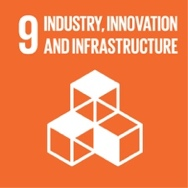 9 INDUSTRY, INNOVATION
AND INFRASTRUCTURE